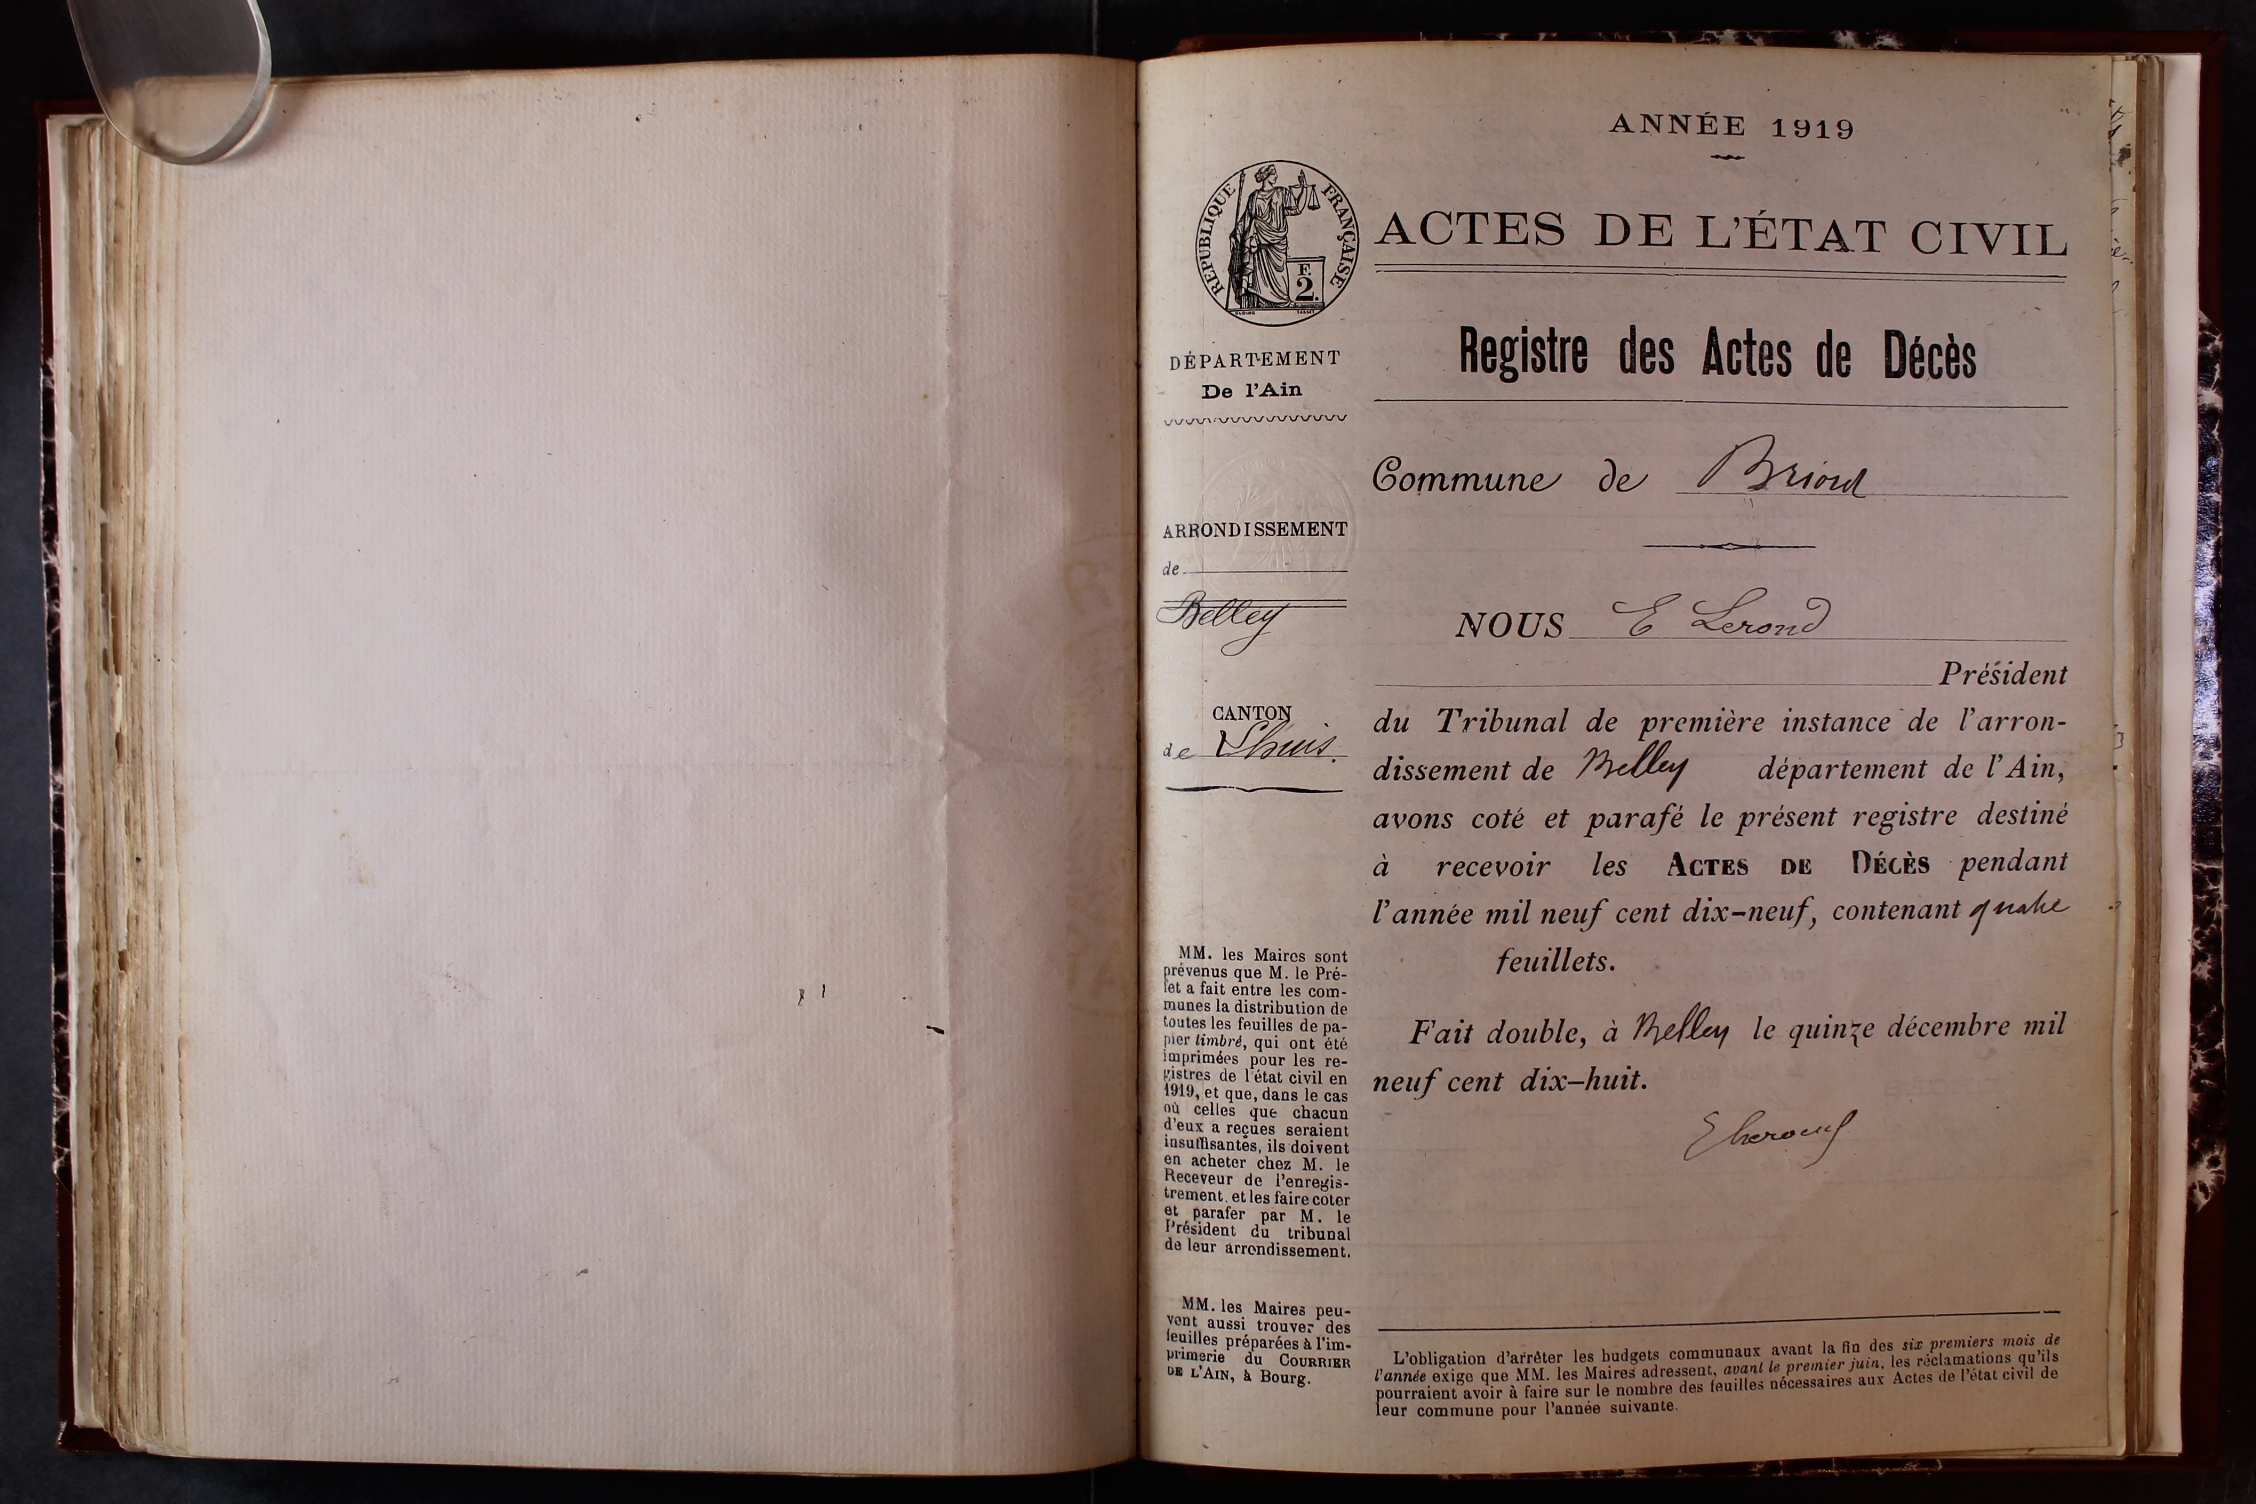 ANNÉE 1919
RÉPUBLIQUE FRANÇAISE
F.
2.
ACTES DE L'ÉTAT CIVIL
DÉPARTEMENT
De l'Ain
Registre des Actes de Décès
Commune de Briord
ARRONDISSEMENT
de
Belley
CANTON
de Lhuis.
NOUS E Lerond
Président
du Tribunal de première instance de l'arron-
dissement de Belley département de l'Ain,
avons coté et parafé le présent registre destiné
à recevoir les ACTES DE DÉCÈS pendant
l'année mil neuf cent dix-neuf, contenant quatre
feuillets.
Fait double, à Belley le quinze décembre mil
neuf cent dix-huit.
ELerond
MM. les Maires sont
prévenus que M. le Pré-
fet a fait entre les com-
munes la distribution de
toutes les feuilles de pa-
pier timbré, qui ont été
imprimées pour les re-
gistres de l'état civil en
1919, et que, dans le cas
où celles que chacun
d'eux a reçues seraient
insuffisantes, ils doivent
en acheter chez M. le
Receveur de l'enregis-
trement, et les faire coter
et parafer par M. le
Président du tribunal
de leur arrondissement.
MM. les Maires peu-
vent aussi trouver des
feuilles préparées à l'im-
primerie du COURRIER
DE L'AIN, à Bourg.
L'obligation d'arrêter les budgets communaux avant la fin des six premiers mois de
l'année exige que MM. les Maires adressent, avant le premier juin, les réclamations qu'ils
pourraient avoir à faire sur le nombre des feuilles nécessaires aux Actes de l'état civil de
leur commune pour l'année suivante.